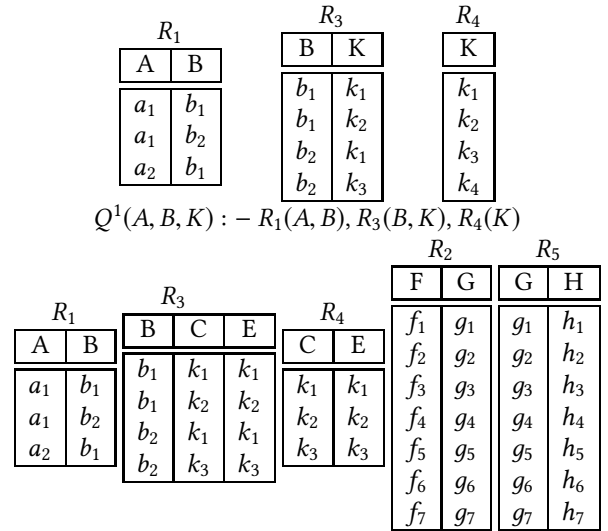 R₁ R₃ R₄
A B
a₁ b₁
a₁ b₂
a₂ b₁
B K
b₁ k₁
b₁ k₂
b₂ k₁
b₂ k₃
K
k₁
k₂
k₃
k₄
Q¹(A, B, K) : − R₁(A, B), R₃(B, K), R₄(K)
R₁
A B
a₁ b₁
a₁ b₂
a₂ b₁
R₃
B C E
b₁ k₁ k₁
b₁ k₂ k₂
b₂ k₁ k₁
b₂ k₃ k₃
R₄
C E
k₁ k₁
k₂ k₂
k₃ k₃
R₂
F G
f₁ g₁
f₂ g₂
f₃ g₃
f₄ g₄
f₅ g₅
f₆ g₆
f₇ g₇
R₅
G H
g₁ h₁
g₂ h₂
g₃ h₃
g₄ h₄
g₅ h₅
g₆ h₆
g₇ h₇